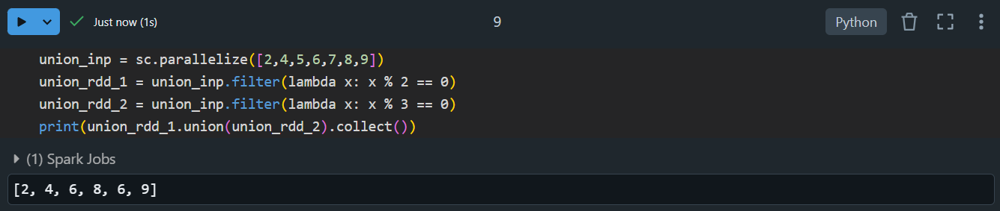 Just now (1s)
9
Python
union_inp = sc.parallelize([2,4,5,6,7,8,9])
union_rdd_1 = union_inp.filter(lambda x: x % 2 == 0)
union_rdd_2 = union_inp.filter(lambda x: x % 3 == 0)
print(union_rdd_1.union(union_rdd_2).collect())
(1) Spark Jobs
[2, 4, 6, 8, 6, 9]